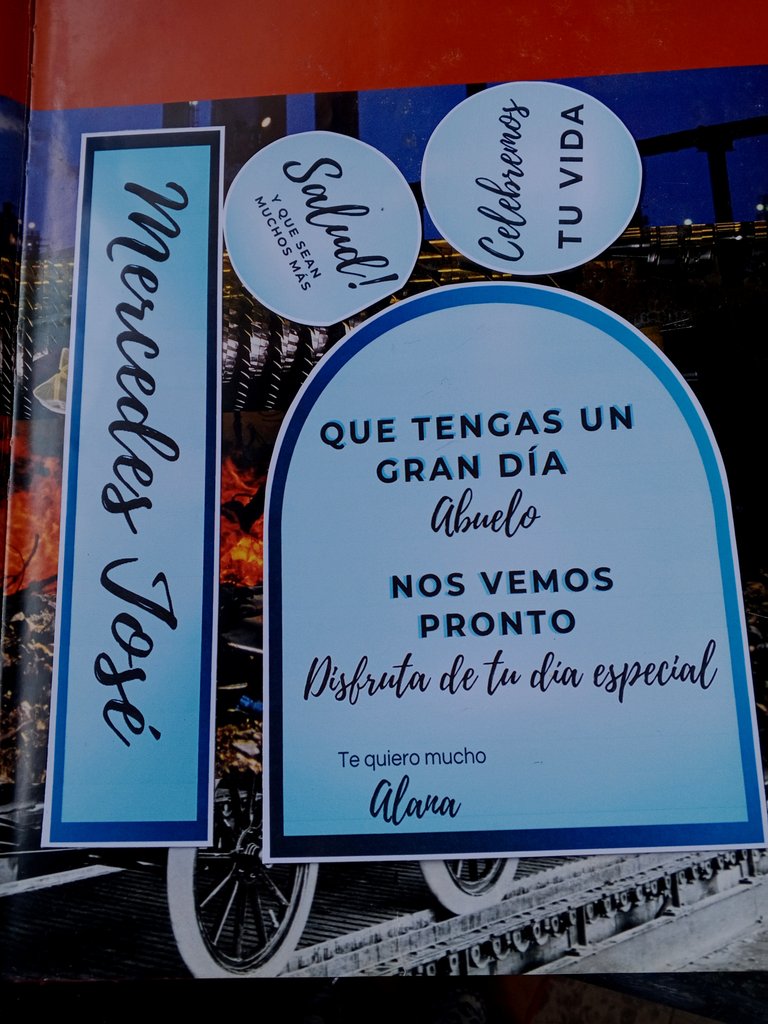 Mercedes José
Salud!
Y QUE SEAN
MUCHOS MÁS
Celebremos
TU VIDA
QUE TENGAS UN
GRAN DÍA
Abuelo
NOS VEMOS
PRONTO
Disfruta de tu dia especial
Te quiero mucho
Alana